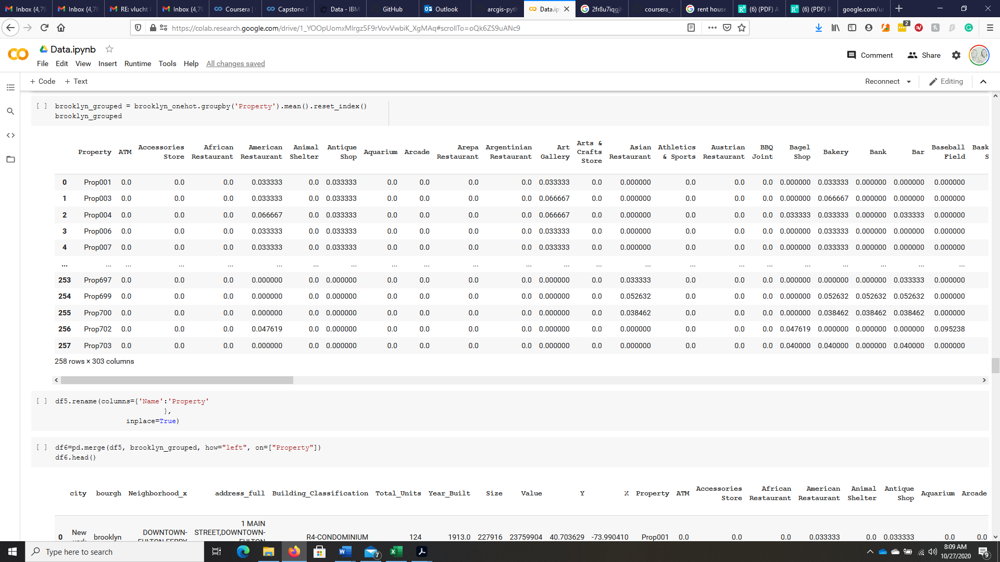 Inbox (4,79
Inbox (4,79
RE: vlucht
Inbox (4,79
Coursera |
Capstone P
Data - IBM
GitHub
Outlook
arcgis-pyth
Data.ip
2fr8u7iqgjh
coursera_ca
rent house
(6) (PDF) A
(6) (PDF) R
google.com/ur
https://colab.research.google.com/drive/1_YOOpUomxMIrgz5F9rVovVwbiK_XgMAq#scrollTo=oQk6ZS9uANc9
2
Data.ipynb
Comment
Share
File Edit View Insert Runtime Tools Help All changes saved
+ Code + Text
Reconnect
Editing
[ ] brooklyn_grouped = brooklyn_onehot.groupby('Property').mean().reset_index()
brooklyn_grouped
Property ATM Accessories Store African Restaurant American Restaurant Animal Shelter Antique Shop Aquarium Arcade Arepa Restaurant Argentinian Restaurant Art Gallery Arts & Crafts Store Asian Restaurant Athletics & Sports Austrian Restaurant BBQ Joint Bagel Shop Bakery Bank Bar Baseball Field Bask S
0 Prop001 0.0 0.0 0.0 0.033333 0.0 0.033333 0.0 0.0 0.0 0.0 0.033333 0.0 0.000000 0.0 0.0 0.0 0.000000 0.033333 0.000000 0.000000 0.000000
1 Prop003 0.0 0.0 0.0 0.033333 0.0 0.033333 0.0 0.0 0.0 0.0 0.066667 0.0 0.000000 0.0 0.0 0.0 0.000000 0.066667 0.000000 0.000000 0.000000
2 Prop004 0.0 0.0 0.0 0.066667 0.0 0.033333 0.0 0.0 0.0 0.0 0.066667 0.0 0.000000 0.0 0.0 0.0 0.033333 0.033333 0.000000 0.033333 0.000000
3 Prop006 0.0 0.0 0.0 0.033333 0.0 0.033333 0.0 0.0 0.0 0.0 0.033333 0.0 0.000000 0.0 0.0 0.0 0.000000 0.033333 0.000000 0.000000 0.000000
4 Prop007 0.0 0.0 0.0 0.033333 0.0 0.033333 0.0 0.0 0.0 0.0 0.033333 0.0 0.000000 0.0 0.0 0.0 0.000000 0.033333 0.000000 0.000000 0.000000
... ... ... ... ... ... ... ... ... ... ... ... ... ... ... ... ... ... ... ... ... ... ...
253 Prop697 0.0 0.0 0.0 0.000000 0.0 0.000000 0.0 0.0 0.0 0.0 0.000000 0.0 0.033333 0.0 0.0 0.0 0.000000 0.000000 0.000000 0.033333 0.000000
254 Prop699 0.0 0.0 0.0 0.000000 0.0 0.000000 0.0 0.0 0.0 0.0 0.000000 0.0 0.052632 0.0 0.0 0.0 0.000000 0.052632 0.052632 0.052632 0.000000
255 Prop700 0.0 0.0 0.0 0.000000 0.0 0.000000 0.0 0.0 0.0 0.0 0.000000 0.0 0.038462 0.0 0.0 0.0 0.000000 0.038462 0.038462 0.038462 0.000000
256 Prop702 0.0 0.0 0.0 0.047619 0.0 0.000000 0.0 0.0 0.0 0.0 0.000000 0.0 0.000000 0.0 0.0 0.0 0.047619 0.000000 0.000000 0.000000 0.095238
257 Prop703 0.0 0.0 0.0 0.000000 0.0 0.000000 0.0 0.0 0.0 0.0 0.000000 0.0 0.000000 0.0 0.0 0.0 0.040000 0.040000 0.000000 0.040000 0.000000
258 rows × 303 columns
[ ] df5.rename(columns={'Name':'Property'
},
inplace=True)
[ ] df6=pd.merge(df5, brooklyn_grouped, how="left", on=["Property"])
df6.head()
city bourgh Neighborhood_x address_full Building_Classification Total_Units Year_Built Size Value Y X Property ATM Accessories Store African Restaurant American Restaurant Animal Shelter Antique Shop Aquarium Arcade
1 MAIN
New DOWNTOWN- STREET,DOWNTOWN-
0 brooklyn R4-CONDOMINIUM 124 1913.0 227916 23759904 40.703629 -73.990410 Prop001 0.0 0.0 0.0 0.033333 0.0 0.033333 0.0 0.0
Type here to search
7
8:09 AM
10/27/2020
9